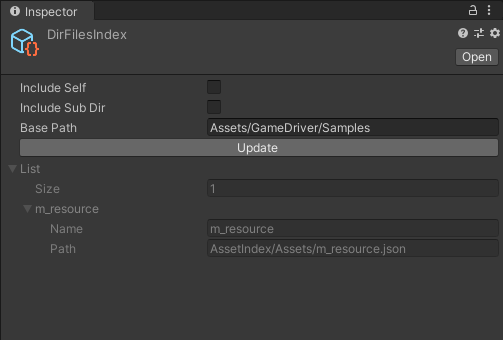 Inspector
DirFilesIndex
Open
Include Self
Include Sub Dir
Base Path Assets/GameDriver/Samples
Update
List
Size 1
m_resource
Name m_resource
Path AssetIndex/Assets/m_resource.json